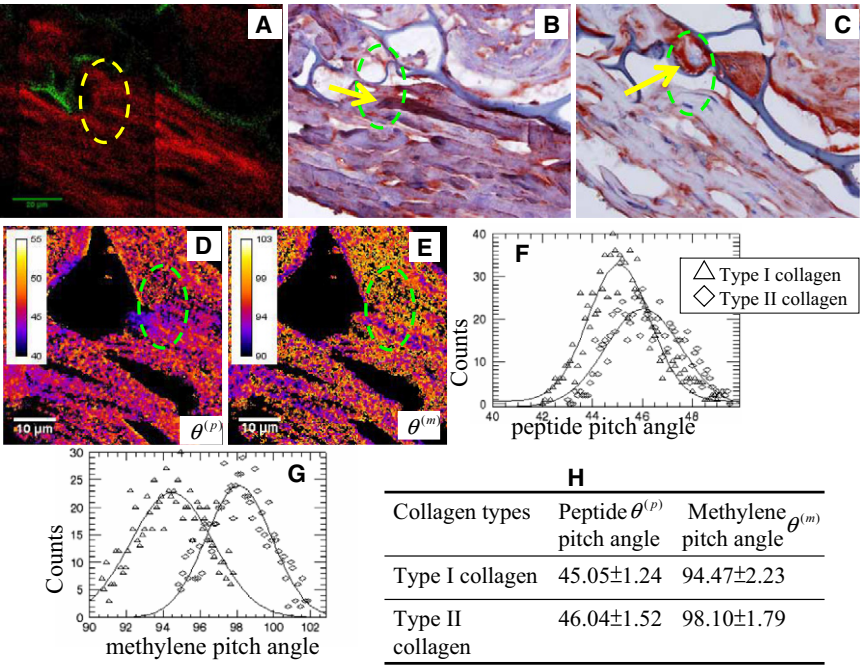 A
B
C
20 μm
D
55
50
45
40
10 μm
θ(p)
E
103
99
96
93
90
10 μm
θ(m)
F
40
30
20
10
0
Counts
40 42 44 46 48
peptide pitch angle
Type I collagen
Type II collagen
G
30
25
20
15
10
5
0
Counts
90 92 94 96 98 100 102
methylene pitch angle
H
Collagen types Peptide θ(p) pitch angle Methylene pitch angle θ(m)
Type I collagen 45.05±1.24 94.47±2.23
Type II collagen 46.04±1.52 98.10±1.79